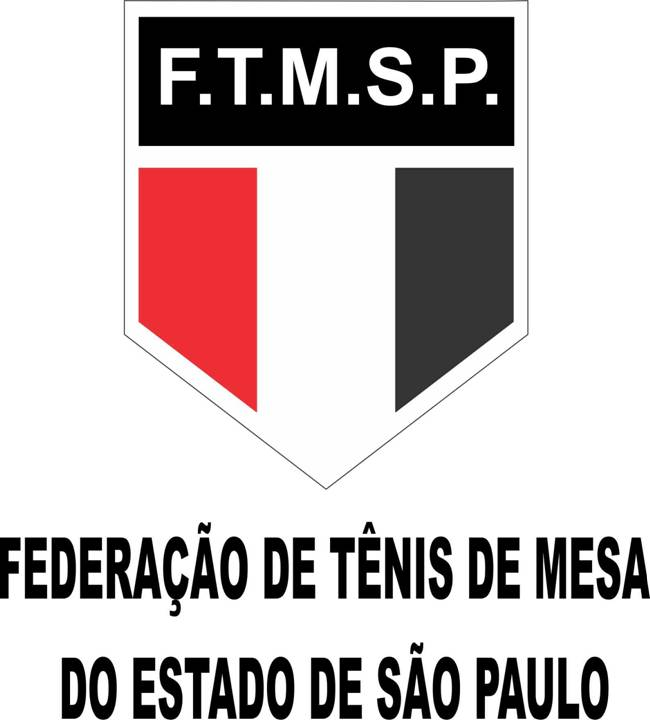 F.T.M.S.P.
FEDERAÇÃO DE TÊNIS DE MESA
DO ESTADO DE SÃO PAULO